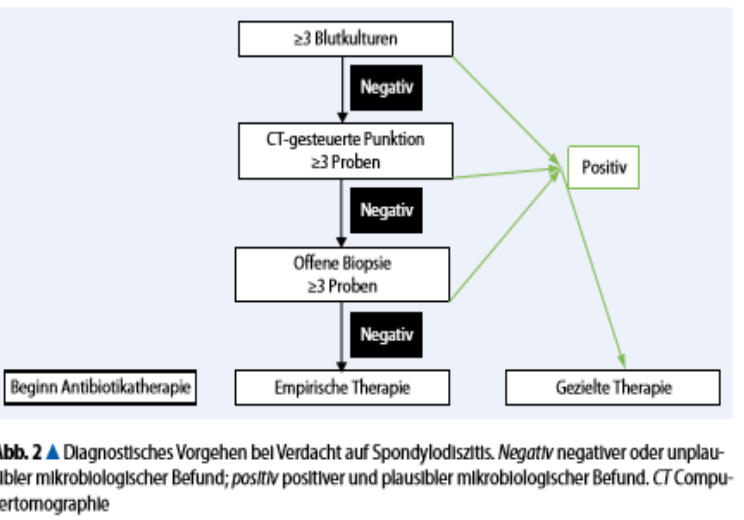 ≥3 Blutkulturen
Negativ
CT-gesteuerte Punktion
≥3 Proben
Positiv
Negativ
Offene Biopsie
≥3 Proben
Negativ
Beginn Antibiotikatherapie
Empirische Therapie
Gezielte Therapie
Abb. 2 ▲ Diagnostisches Vorgehen bei Verdacht auf Spondylodiszitis. Negativ negativer oder unplau-
ibler mikrobiologischer Befund; positiv positiver und plausibler mikrobiologischer Befund. CT Compu-
ertomographie